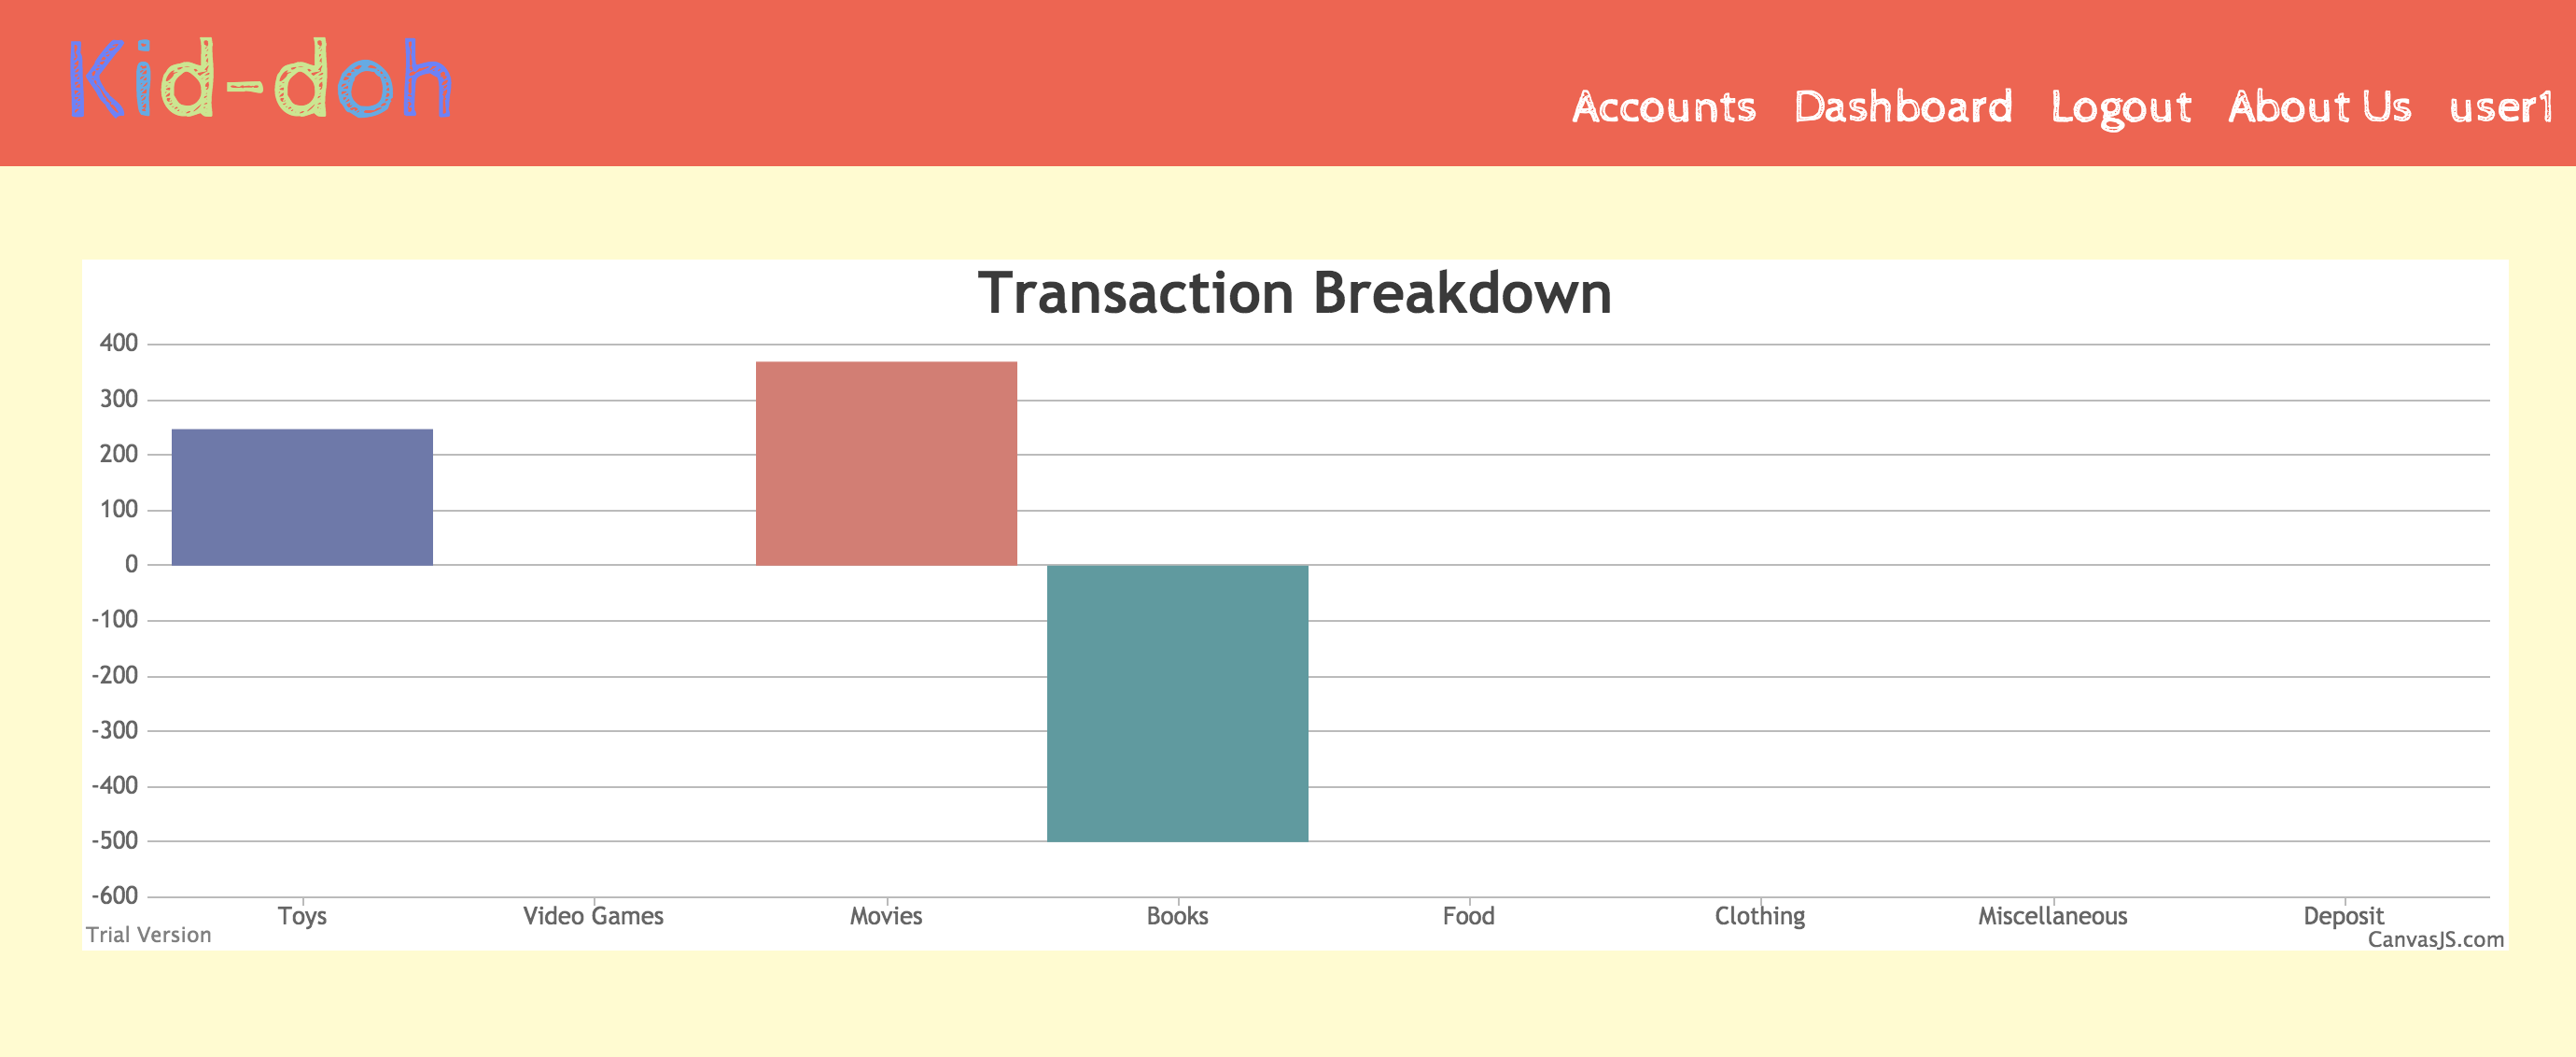 Kid-doh
Accounts Dashboard Logout About Us user1
Transaction Breakdown
400
300
200
100
0
-100
-200
-300
-400
-500
-600
Toys Video Games Movies Books Food Clothing Miscellaneous Deposit
Trial Version
CanvasJS.com